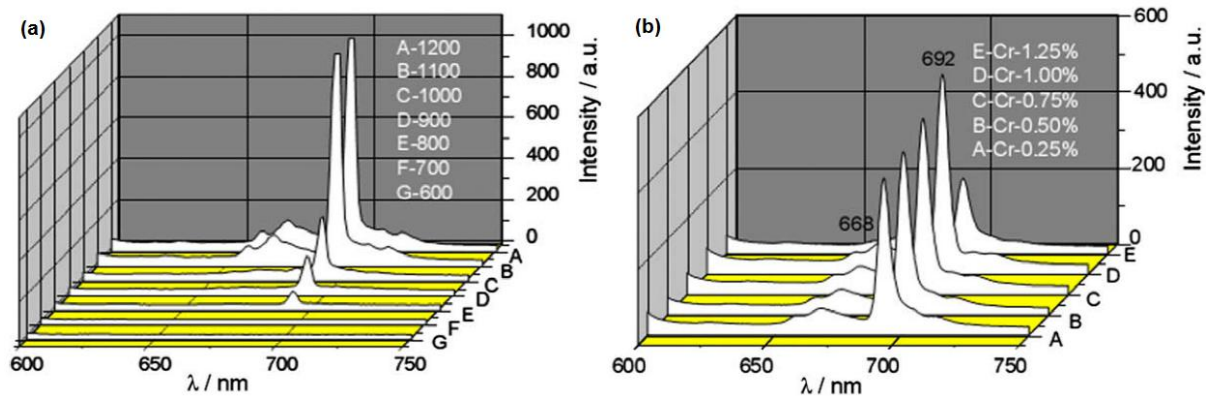 (a)
A-1200
B-1100
C-1000
D-900
E-800
F-700
G-600
1000
800
600
400
200
0
Intensity / a.u.
A
B
C
D
E
F
G
600
650
700
750
λ / nm
(b)
E-Cr-1.25%
D-Cr-1.00%
C-Cr-0.75%
B-Cr-0.50%
A-Cr-0.25%
692
668
600
400
200
0
Intensity / a.u.
E
D
C
B
A
600
650
700
750
λ / nm